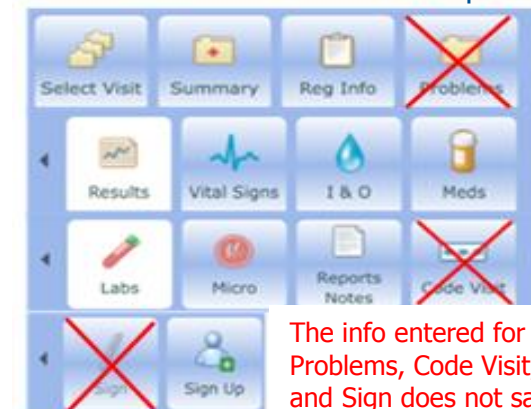 Select Visit Summary Reg Info Problems
Results Vital Signs I & O Meds
Labs Micro Reports Notes Code Visit
Sign Sign Up
The info entered for
Problems, Code Visit
and Sign does not